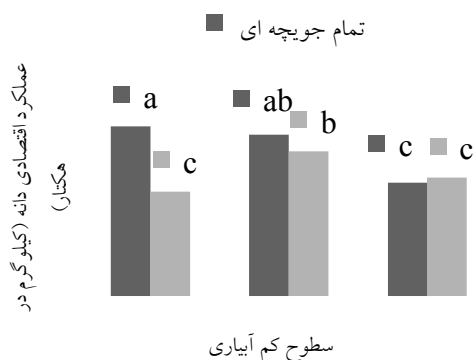 تمام جویچه ای
a
ab
b
c
c
c
عملکرد اقتصادی دانه (کیلوگرم در
هکتار)
سطوح کم آبیاری